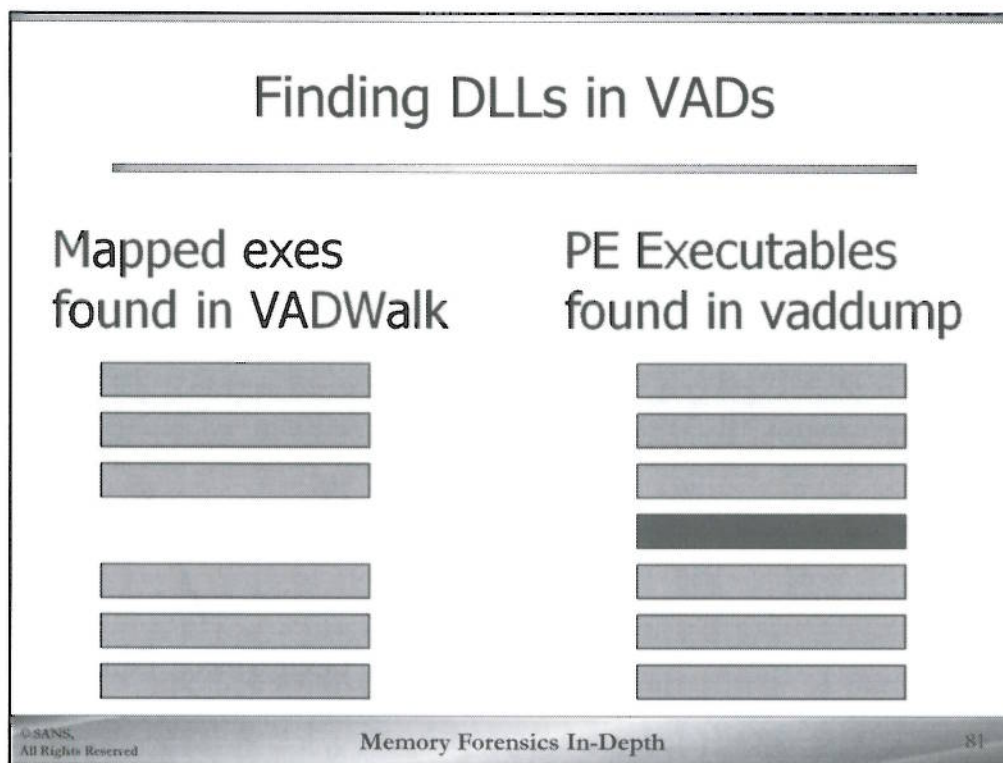 Finding DLLs in VADs
Mapped exes
found in VADWalk
PE Executables
found in vaddump
©SANS,
All Rights Reserved
Memory Forensics In-Depth
81